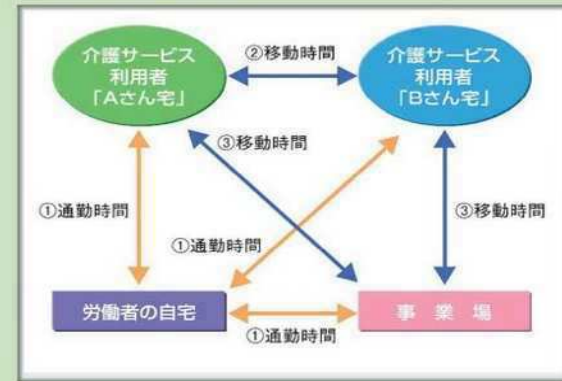 介護サービス
利用者
「Aさん宅」
②移動時間
介護サービス
利用者
「Bさん宅」
③移動時間
①通勤時間
③移動時間
①通勤時間
労働者の自宅
①通勤時間
事業場